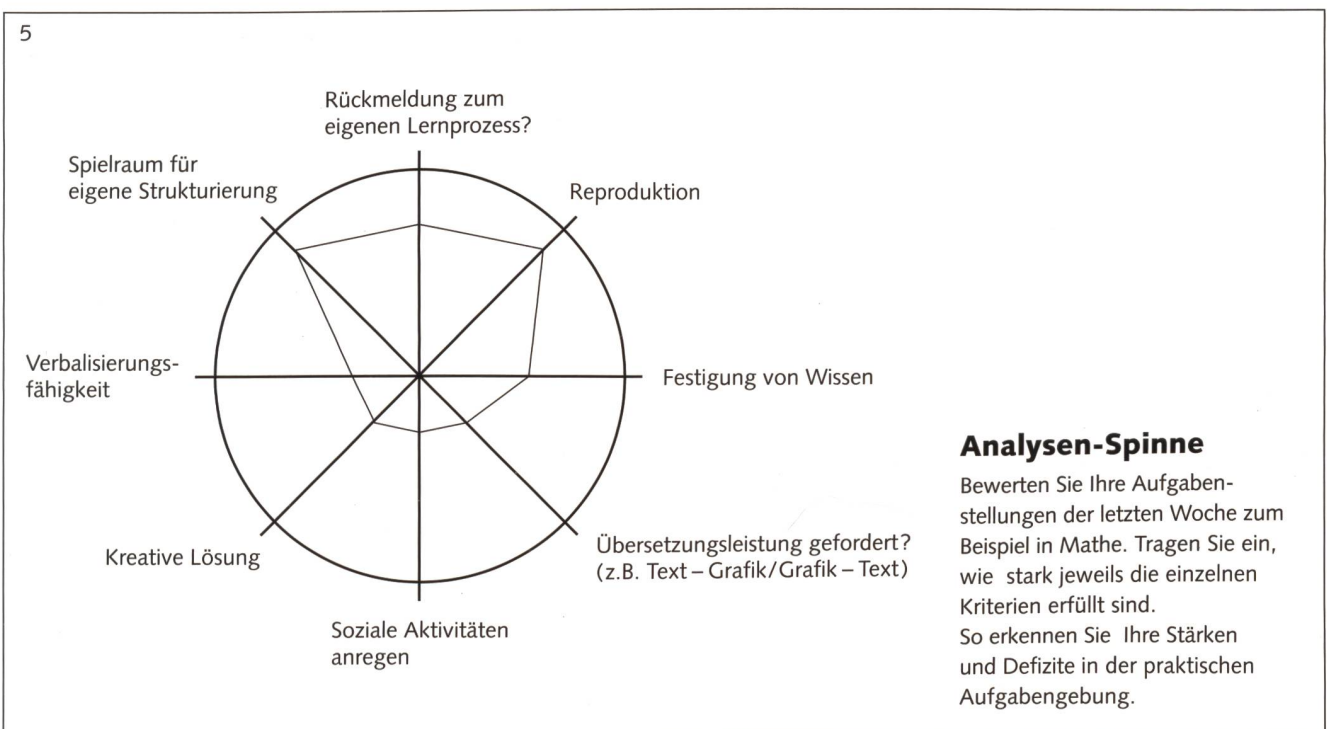 5
Rückmeldung zum
eigenen Lernprozess?
Spielraum für
eigene Strukturierung
Reproduktion
Verbalisierungs-
fähigkeit
Festigung von Wissen
Kreative Lösung
Übersetzungsleistung gefordert?
(z.B. Text – Grafik/Grafik – Text)
Soziale Aktivitäten
anregen
Analysen-Spinne
Bewerten Sie Ihre Aufgaben-
stellungen der letzten Woche zum
Beispiel in Mathe. Tragen Sie ein,
wie stark jeweils die einzelnen
Kriterien erfüllt sind.
So erkennen Sie Ihre Stärken
und Defizite in der praktischen
Aufgabengebung.